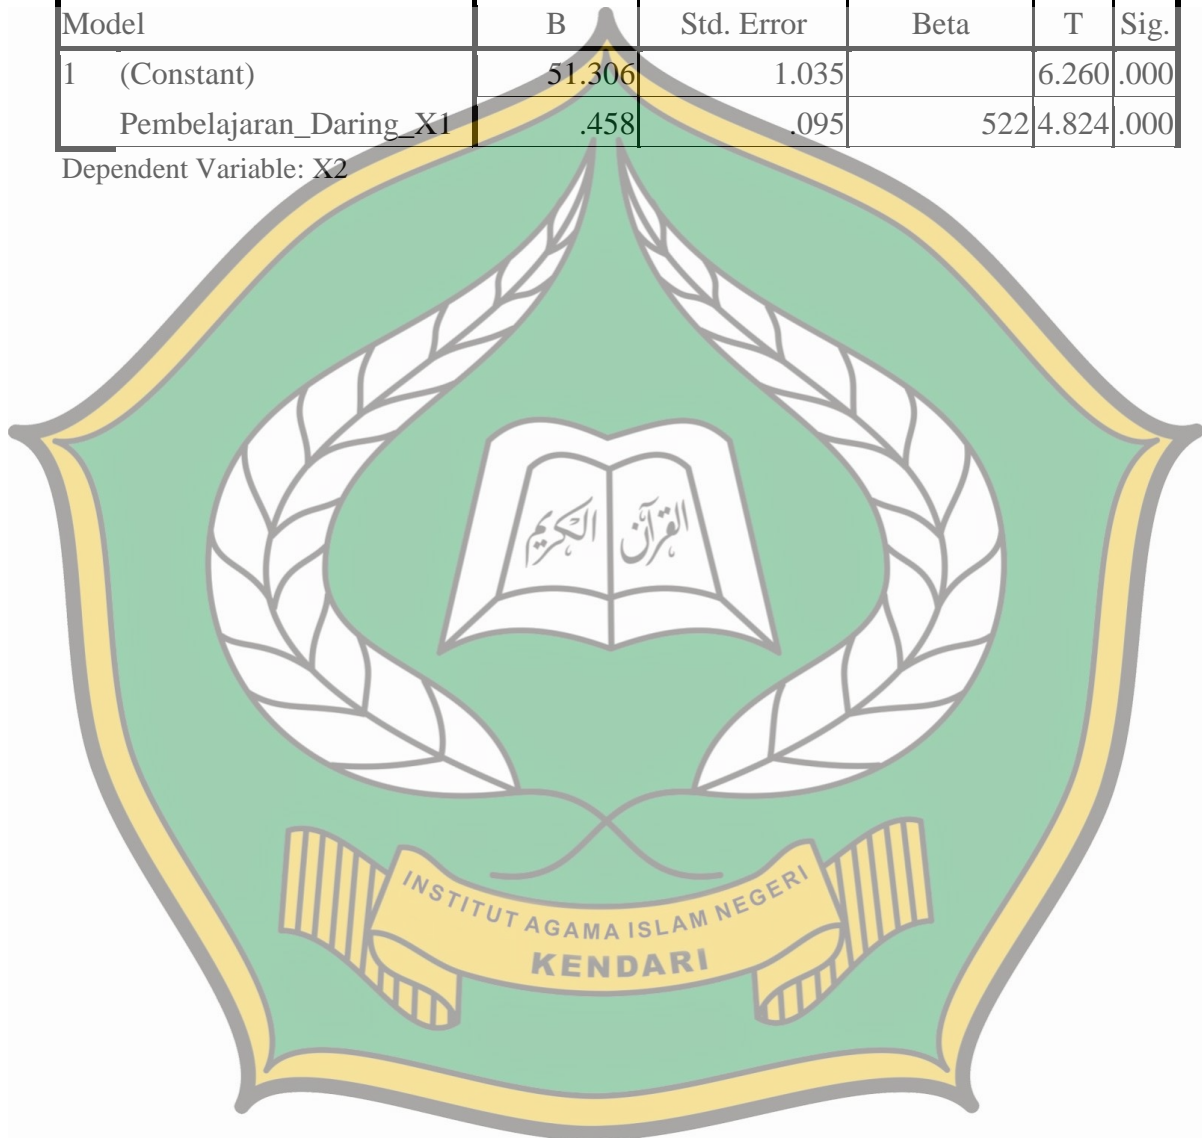 Model B Std. Error Beta T Sig.
1 (Constant) 51.306 1.035 6.260 .000
Pembelajaran_Daring_X1 .458 .095 522 4.824 .000
Dependent Variable: X2
القرآن الكريم
INSTITUT AGAMA ISLAM NEGERI
KENDARI